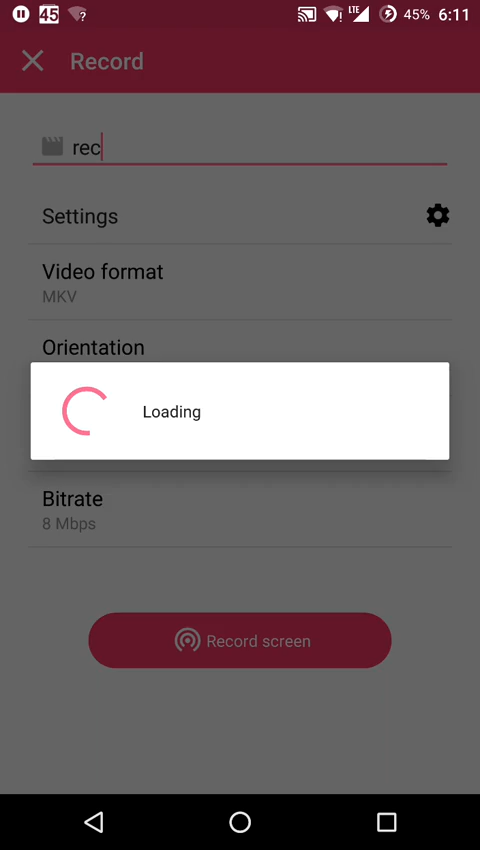 45 LTE 45% 6:11
Record
rec
Settings
Video format
MKV
Orientation
Loading
Bitrate
8 Mbps
Record screen